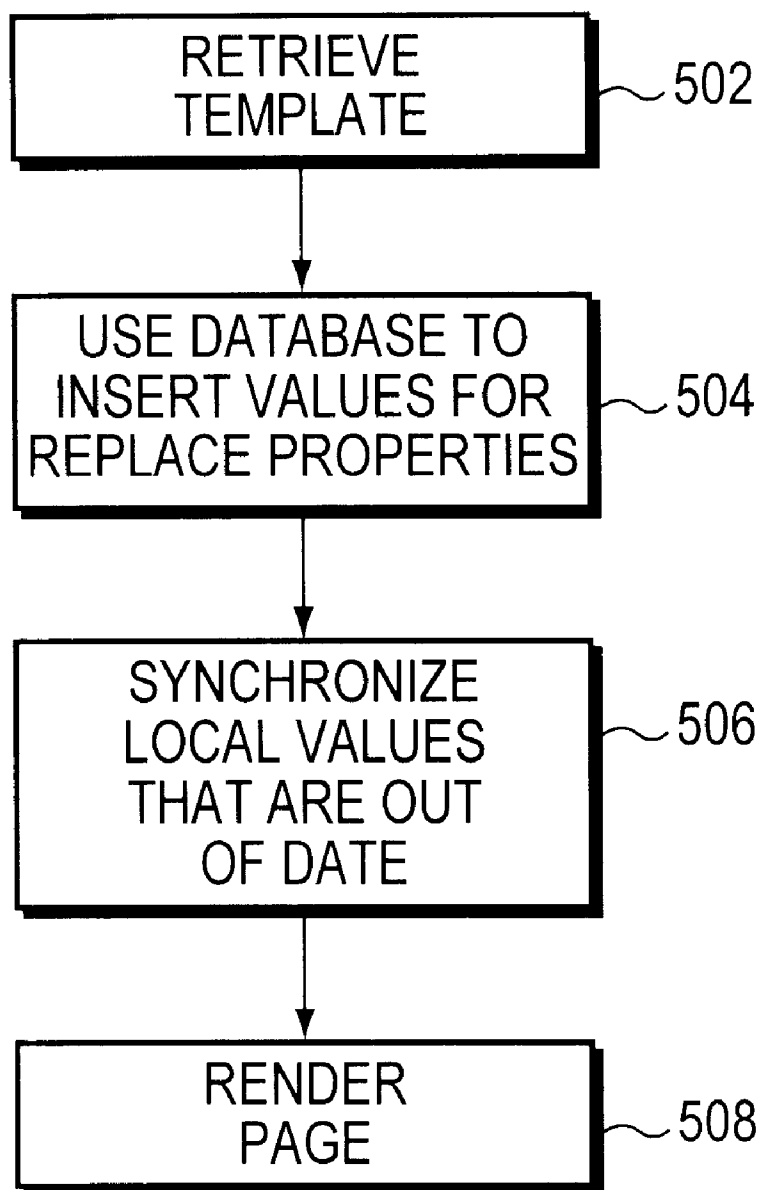 RETRIEVE
TEMPLATE
502
USE DATABASE TO
INSERT VALUES FOR
REPLACE PROPERTIES
504
SYNCHRONIZE
LOCAL VALUES
THAT ARE OUT
OF DATE
506
RENDER
PAGE
508